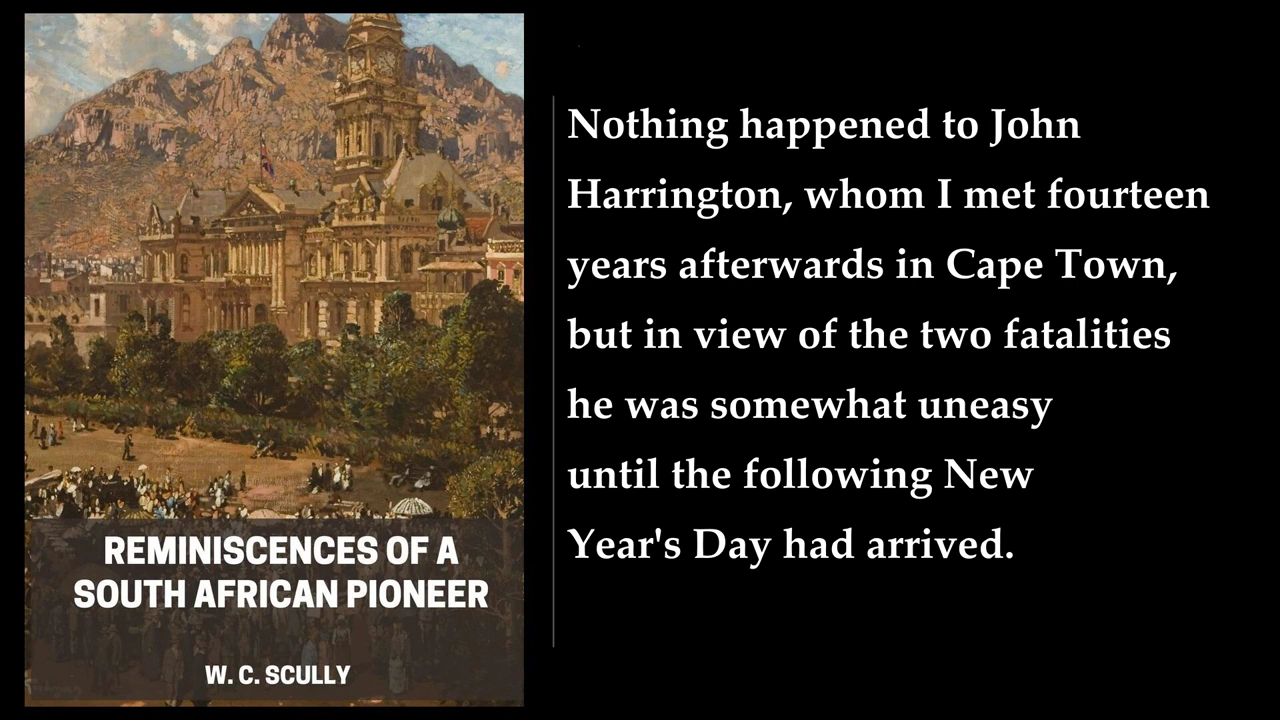 REMINISCENCES OF A
SOUTH AFRICAN PIONEER
W. C. SCULLY
Nothing happened to John
Harrington, whom I met fourteen
years afterwards in Cape Town,
but in view of the two fatalities
he was somewhat uneasy
until the following New
Year's Day had arrived.